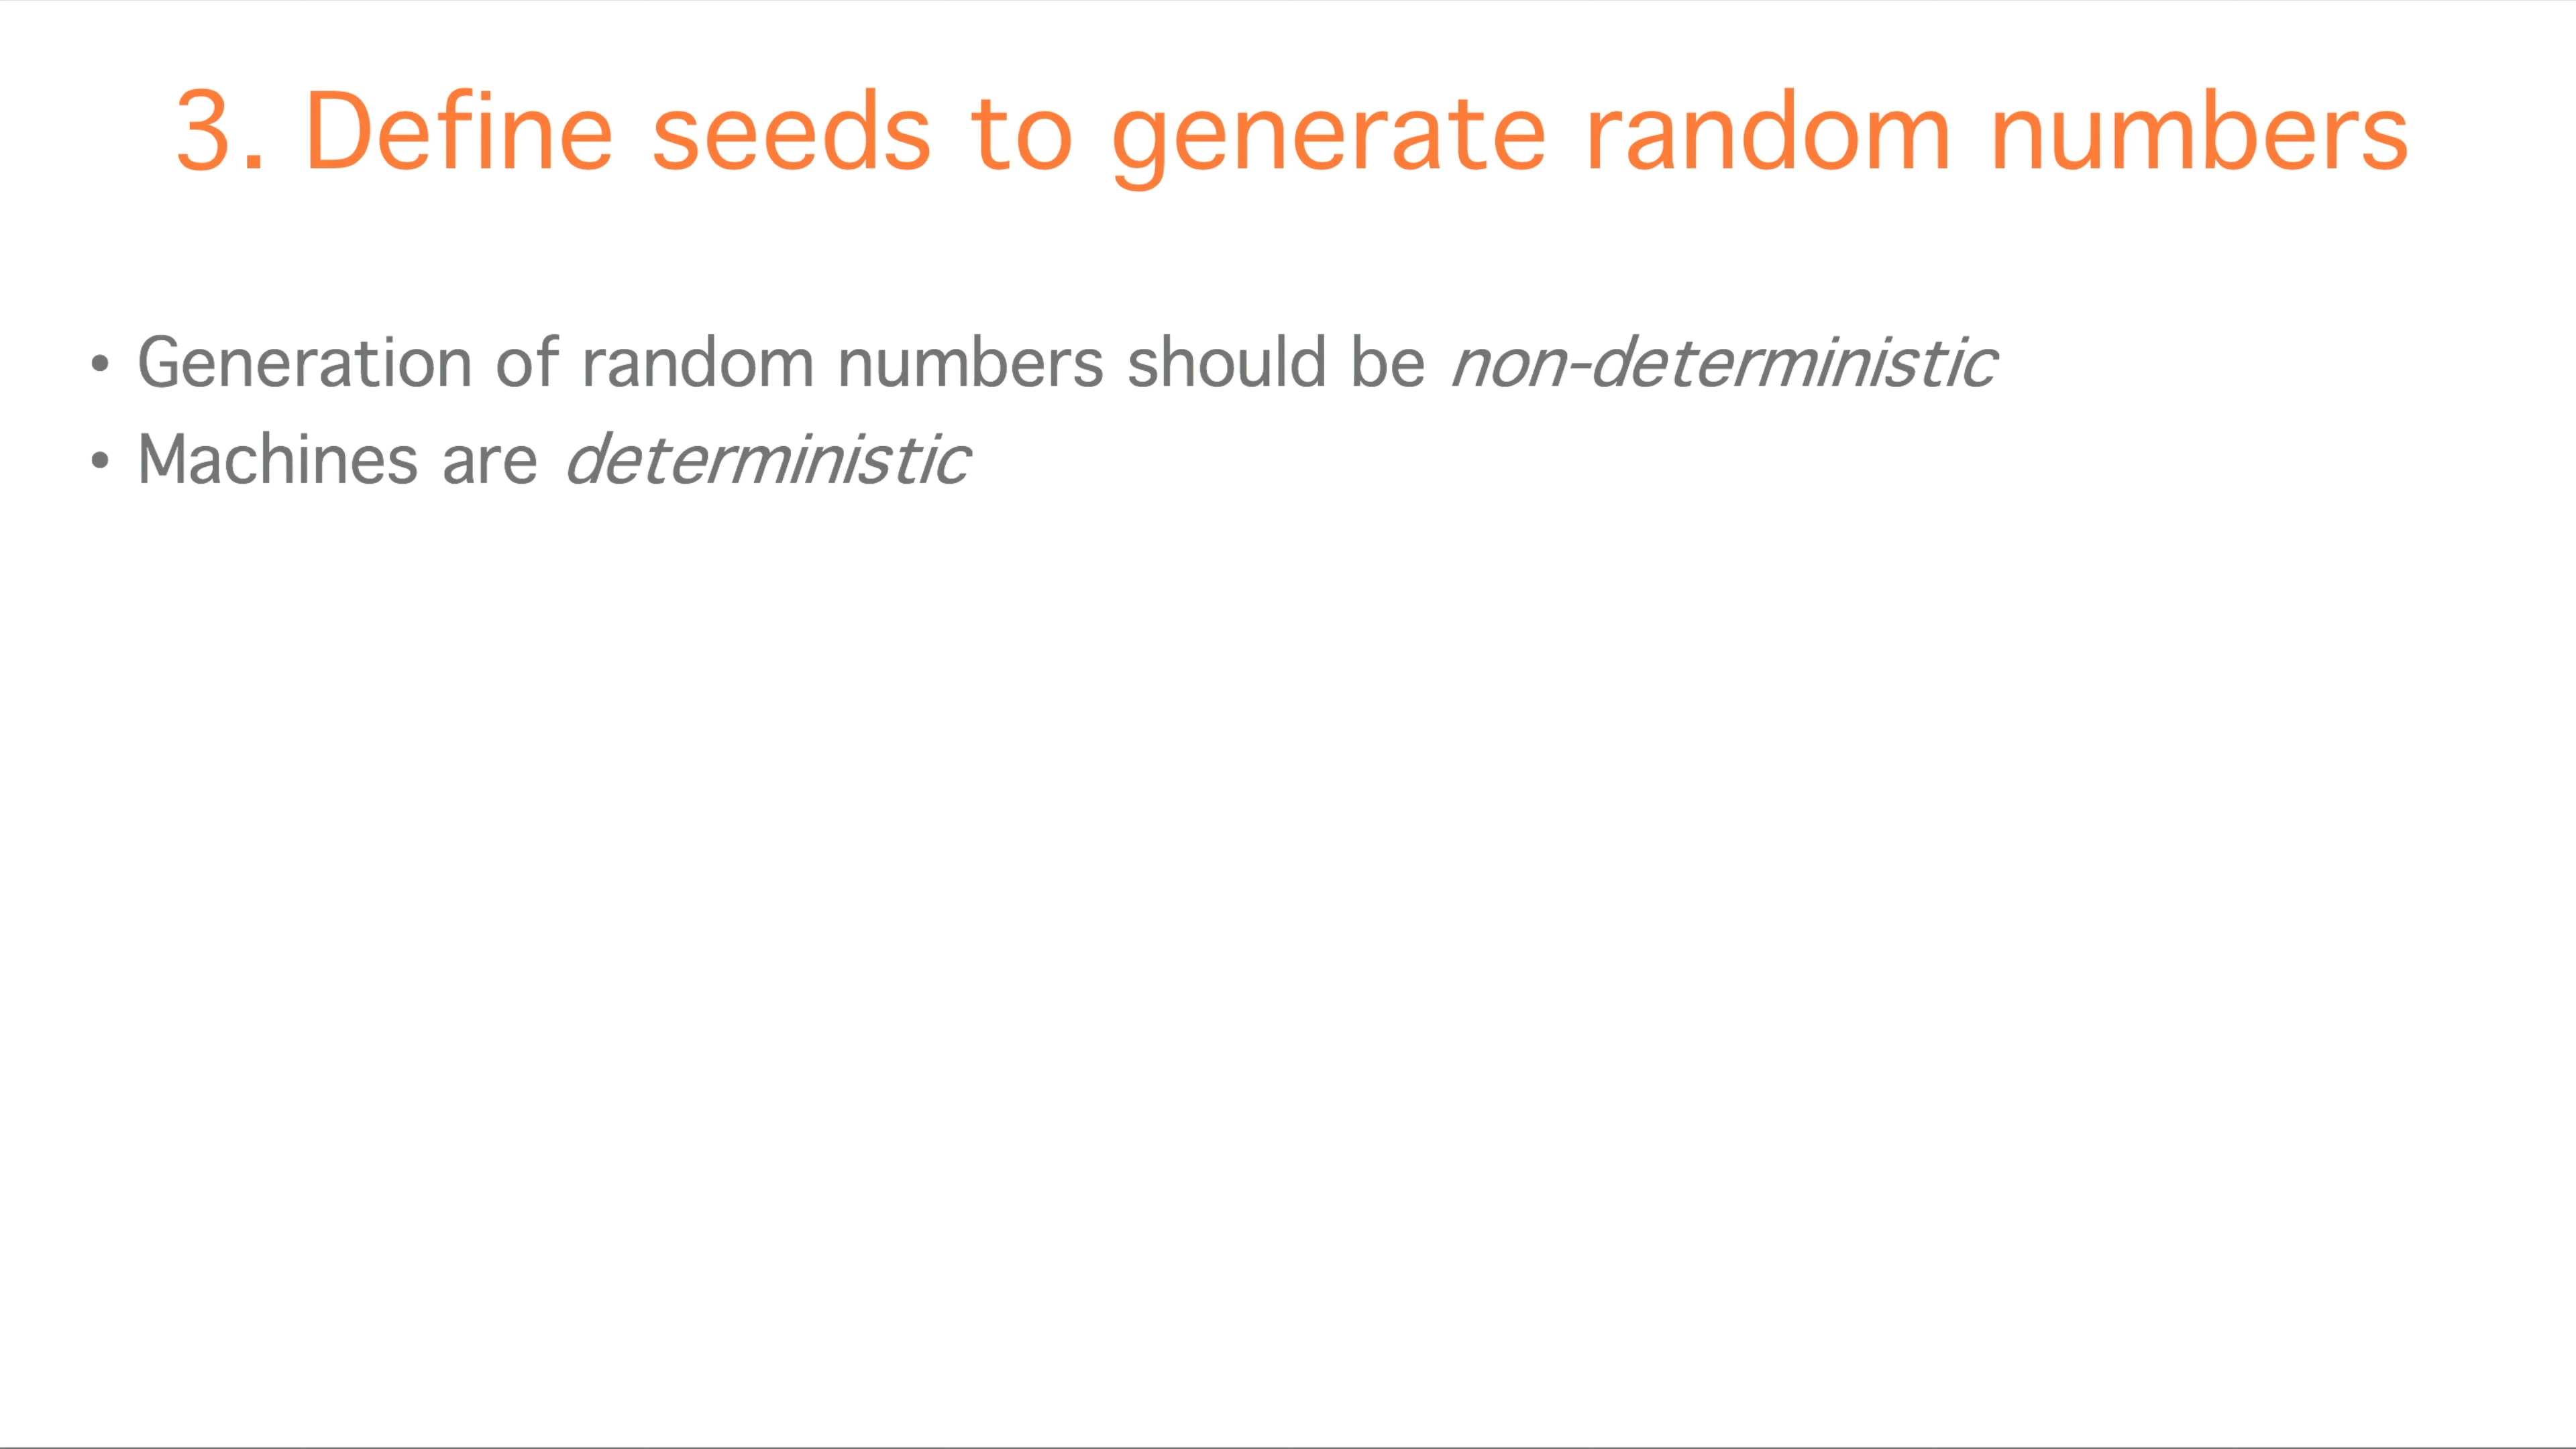 3. Define seeds to generate random numbers
• Generation of random numbers should be non-deterministic
• Machines are deterministic